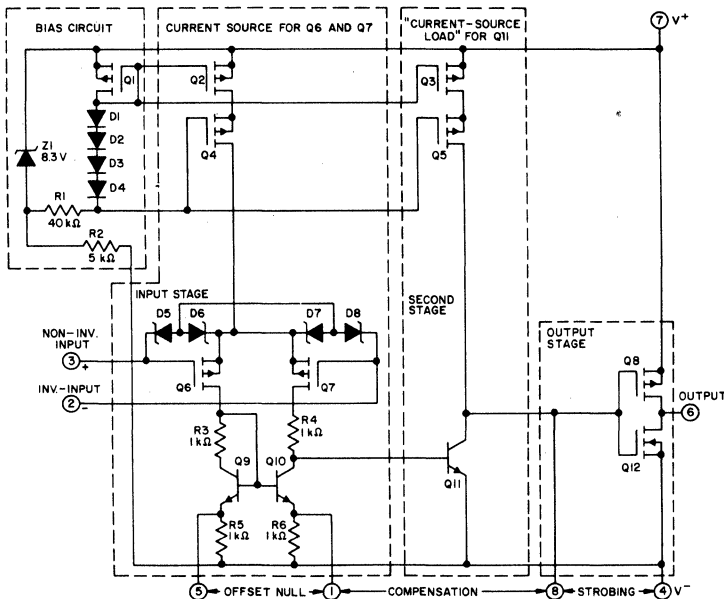 BIAS CIRCUIT
CURRENT SOURCE FOR Q6 AND Q7
"CURRENT-SOURCE
LOAD" FOR Q11
7 V+
Q1
Q2
Q3
D1
D2
D3
D4
Q4
Q5
Z1
8.3 V
R1
40 kΩ
R2
5 kΩ
INPUT STAGE
D5
D6
D7
D8
SECOND
STAGE
OUTPUT
STAGE
NON-INV.
INPUT
3 +
Q6
Q7
INV.-INPUT
2 -
Q8
OUTPUT
6
Q12
R3
1 kΩ
R4
1 kΩ
Q9
Q10
Q11
R5
1 kΩ
R6
1 kΩ
5 OFFSET NULL 1 COMPENSATION 8 STROBING 4 V-